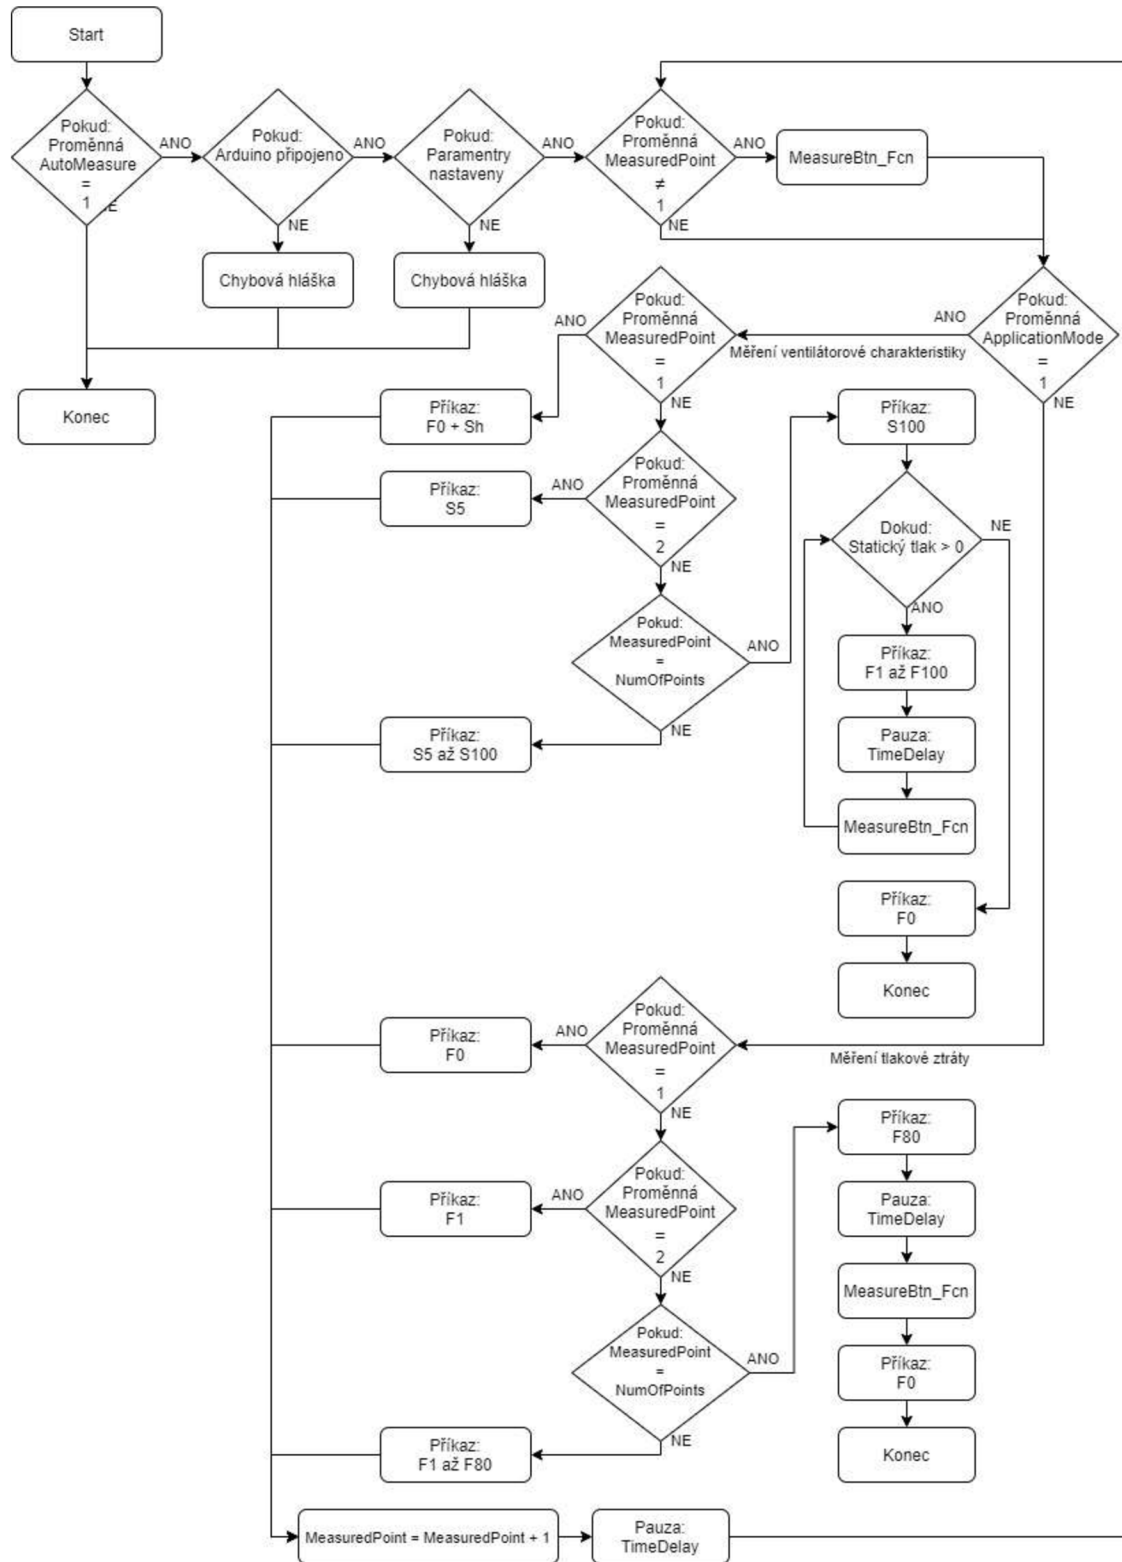 Start
Pokud:
Proměnná
AutoMeasure
=
1
ANO
NE
Pokud:
Arduino připojeno
ANO
NE
Pokud:
Paramentry
nastaveny
ANO
NE
Pokud:
Proměnná
MeasuredPoint
≠
1
ANO
NE
MeasureBtn_Fcn
Chybová hláška
Chybová hláška
Konec
Pokud:
Proměnná
ApplicationMode
=
1
ANO
NE
Měření ventilátorové charakteristiky
Pokud:
Proměnná
MeasuredPoint
=
1
ANO
NE
Příkaz:
F0 + Sh
Pokud:
Proměnná
MeasuredPoint
=
2
ANO
NE
Příkaz:
S5
Pokud:
MeasuredPoint
=
NumOfPoints
ANO
NE
Příkaz:
S5 až S100
Příkaz:
S100
Dokud:
Statický tlak > 0
NE
ANO
Příkaz:
F1 až F100
Pauza:
TimeDelay
MeasureBtn_Fcn
Příkaz:
F0
Konec
Měření tlakové ztráty
Pokud:
Proměnná
MeasuredPoint
=
1
ANO
NE
Příkaz:
F0
Pokud:
Proměnná
MeasuredPoint
=
2
ANO
NE
Příkaz:
F1
Pokud:
MeasuredPoint
=
NumOfPoints
ANO
NE
Příkaz:
F1 až F80
Příkaz:
F80
Pauza:
TimeDelay
MeasureBtn_Fcn
Příkaz:
F0
Konec
MeasuredPoint = MeasuredPoint + 1
Pauza:
TimeDelay